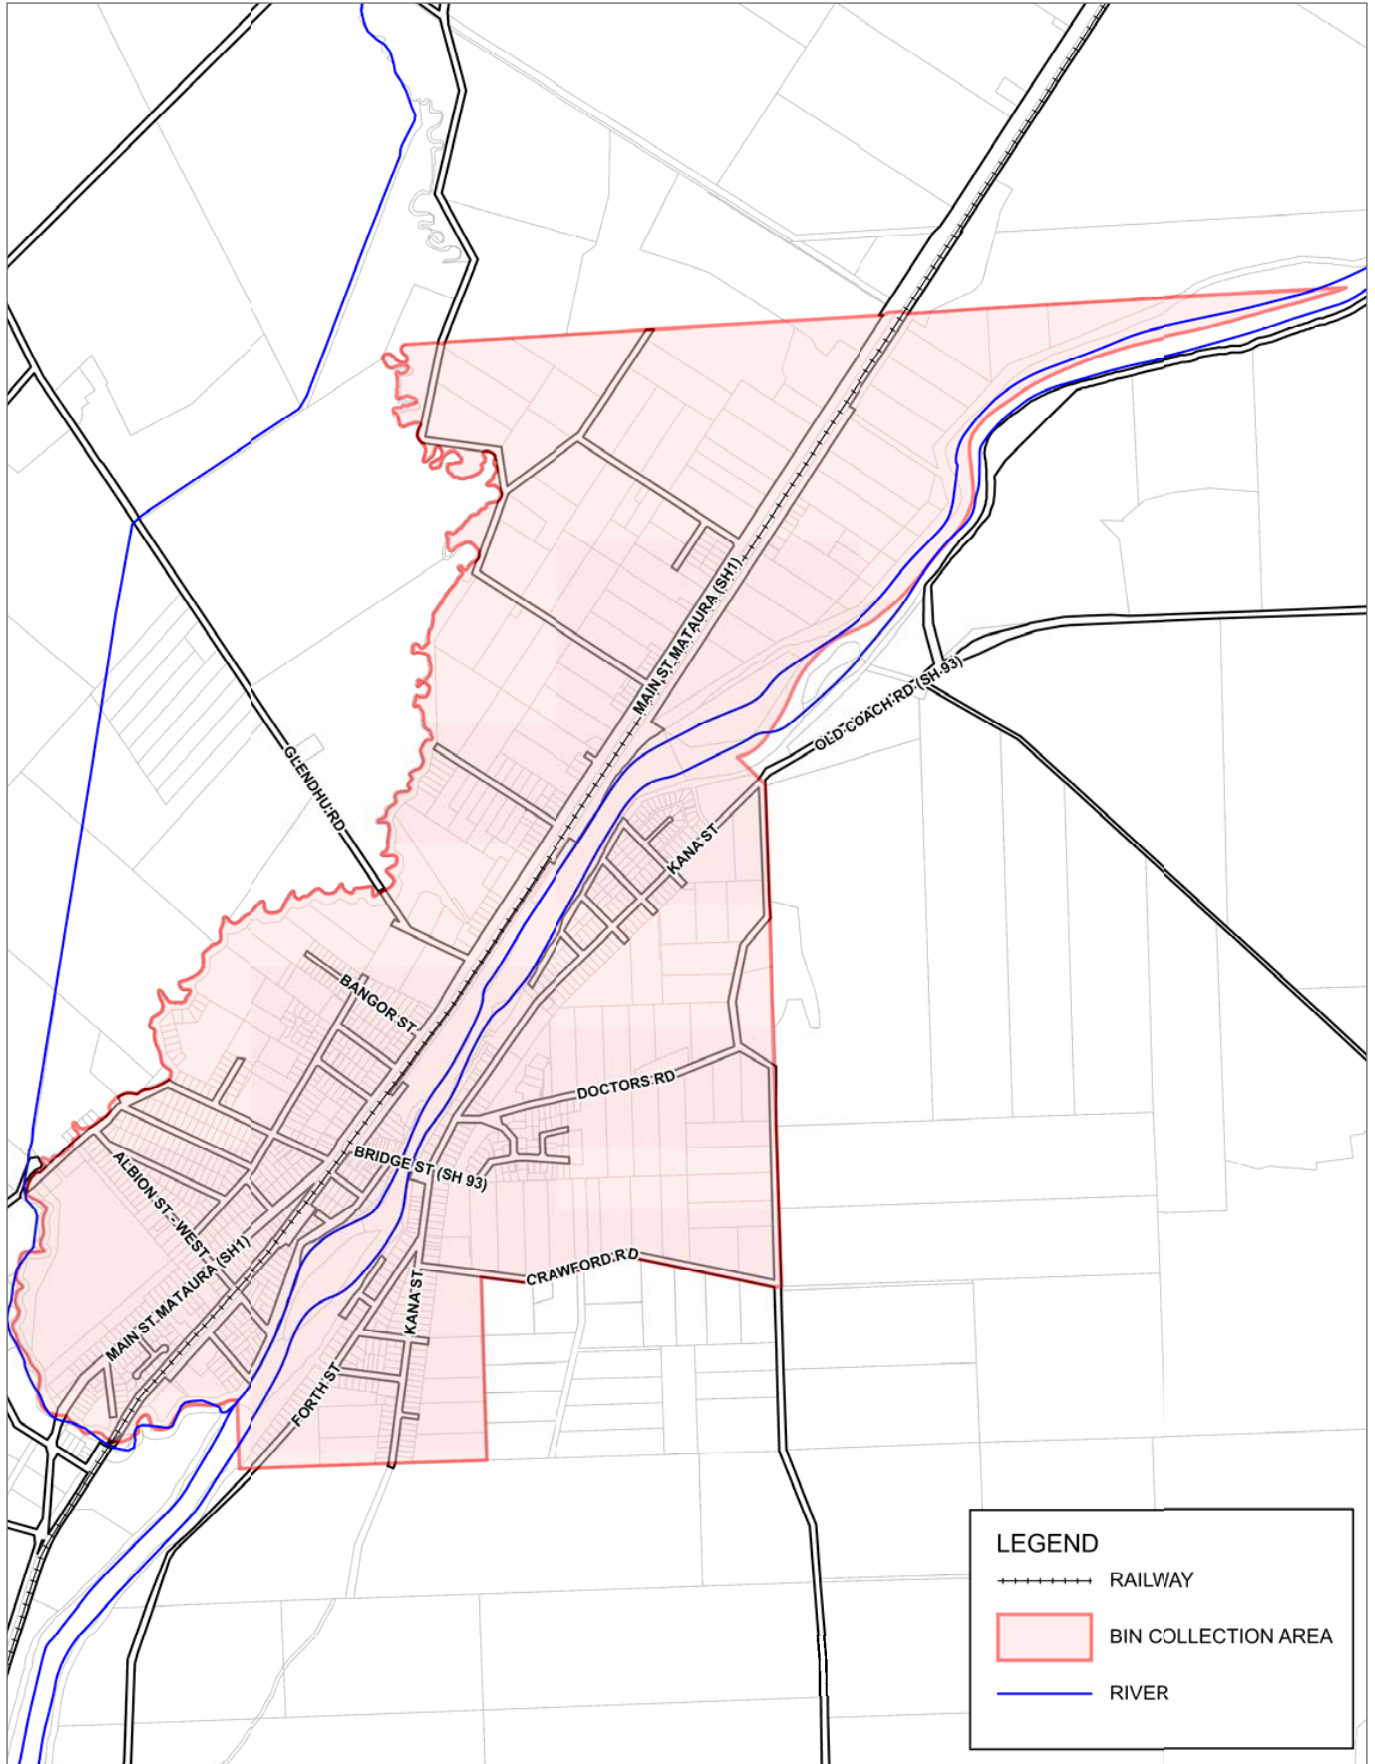 MAIN ST MATAURA (SH1)
OLD COACH RD (SH 93)
GLENDHU RD
KANA ST
BANGOR ST
DOCTORS RD
BRIDGE ST (SH 93)
ALBION ST - WEST
MAIN ST MATAURA (SH1)
CRAWFORD RD
KANA ST
FORTH ST
LEGEND
RAILWAY
BIN COLLECTION AREA
RIVER